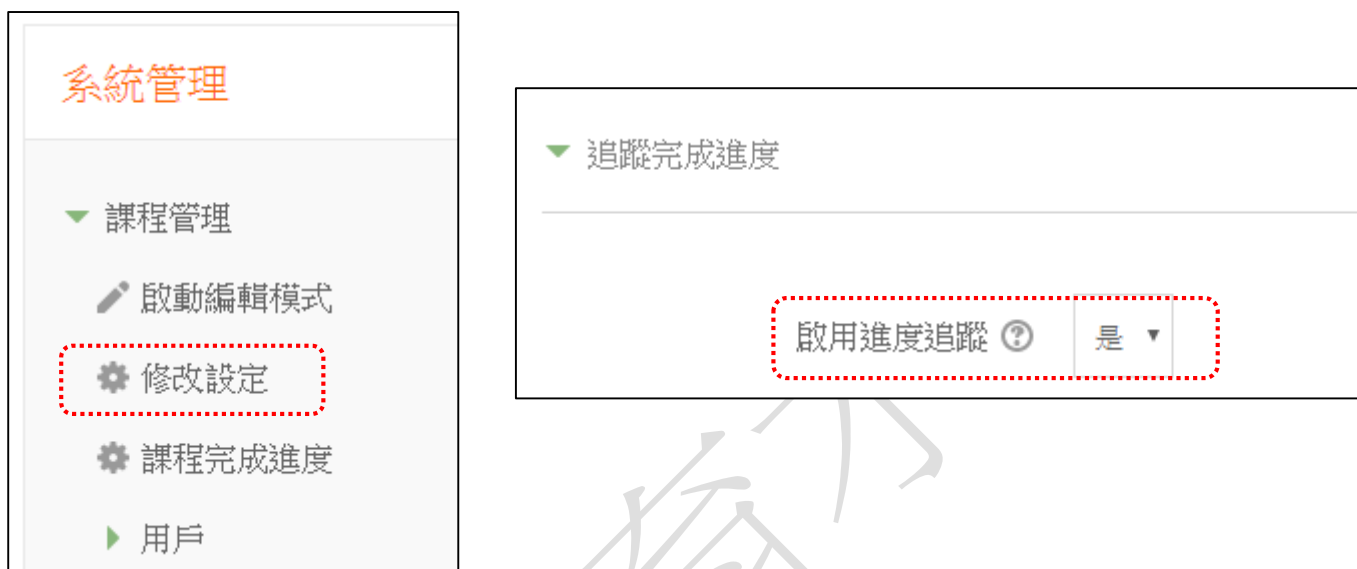 系統管理
課程管理
啟動編輯模式
修改設定
課程完成進度
用戶
追蹤完成進度
啟用進度追蹤 是